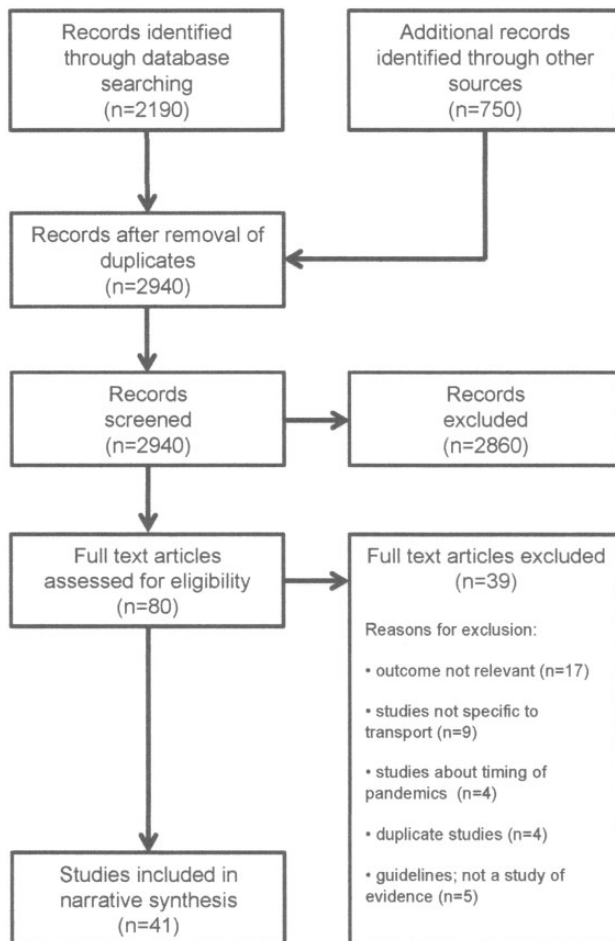 Records identified
through database
searching
(n=2190)
Additional records
identified through other
sources
(n=750)
Records after removal of
duplicates
(n=2940)
Records
screened
(n=2940)
Records
excluded
(n=2860)
Full text articles
assessed for eligibility
(n=80)
Full text articles excluded
(n=39)
Reasons for exclusion:
• outcome not relevant (n=17)
• studies not specific to
transport (n=9)
• studies about timing of
pandemics (n=4)
• duplicate studies (n=4)
• guidelines; not a study of
evidence (n=5)
Studies included in
narrative synthesis
(n=41)